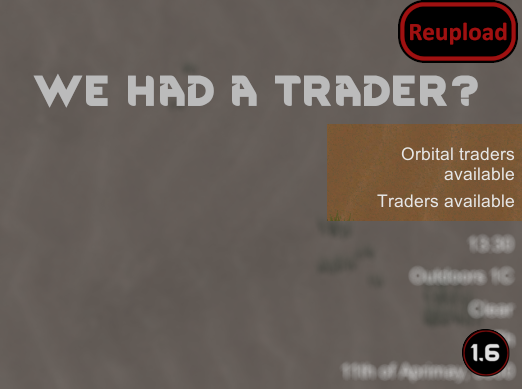 Reupload
WE HAD A TRADER?
Orbital traders
available
Traders available
13:30
Outdoors 1C
Clear
1.6
11th of Aprimay